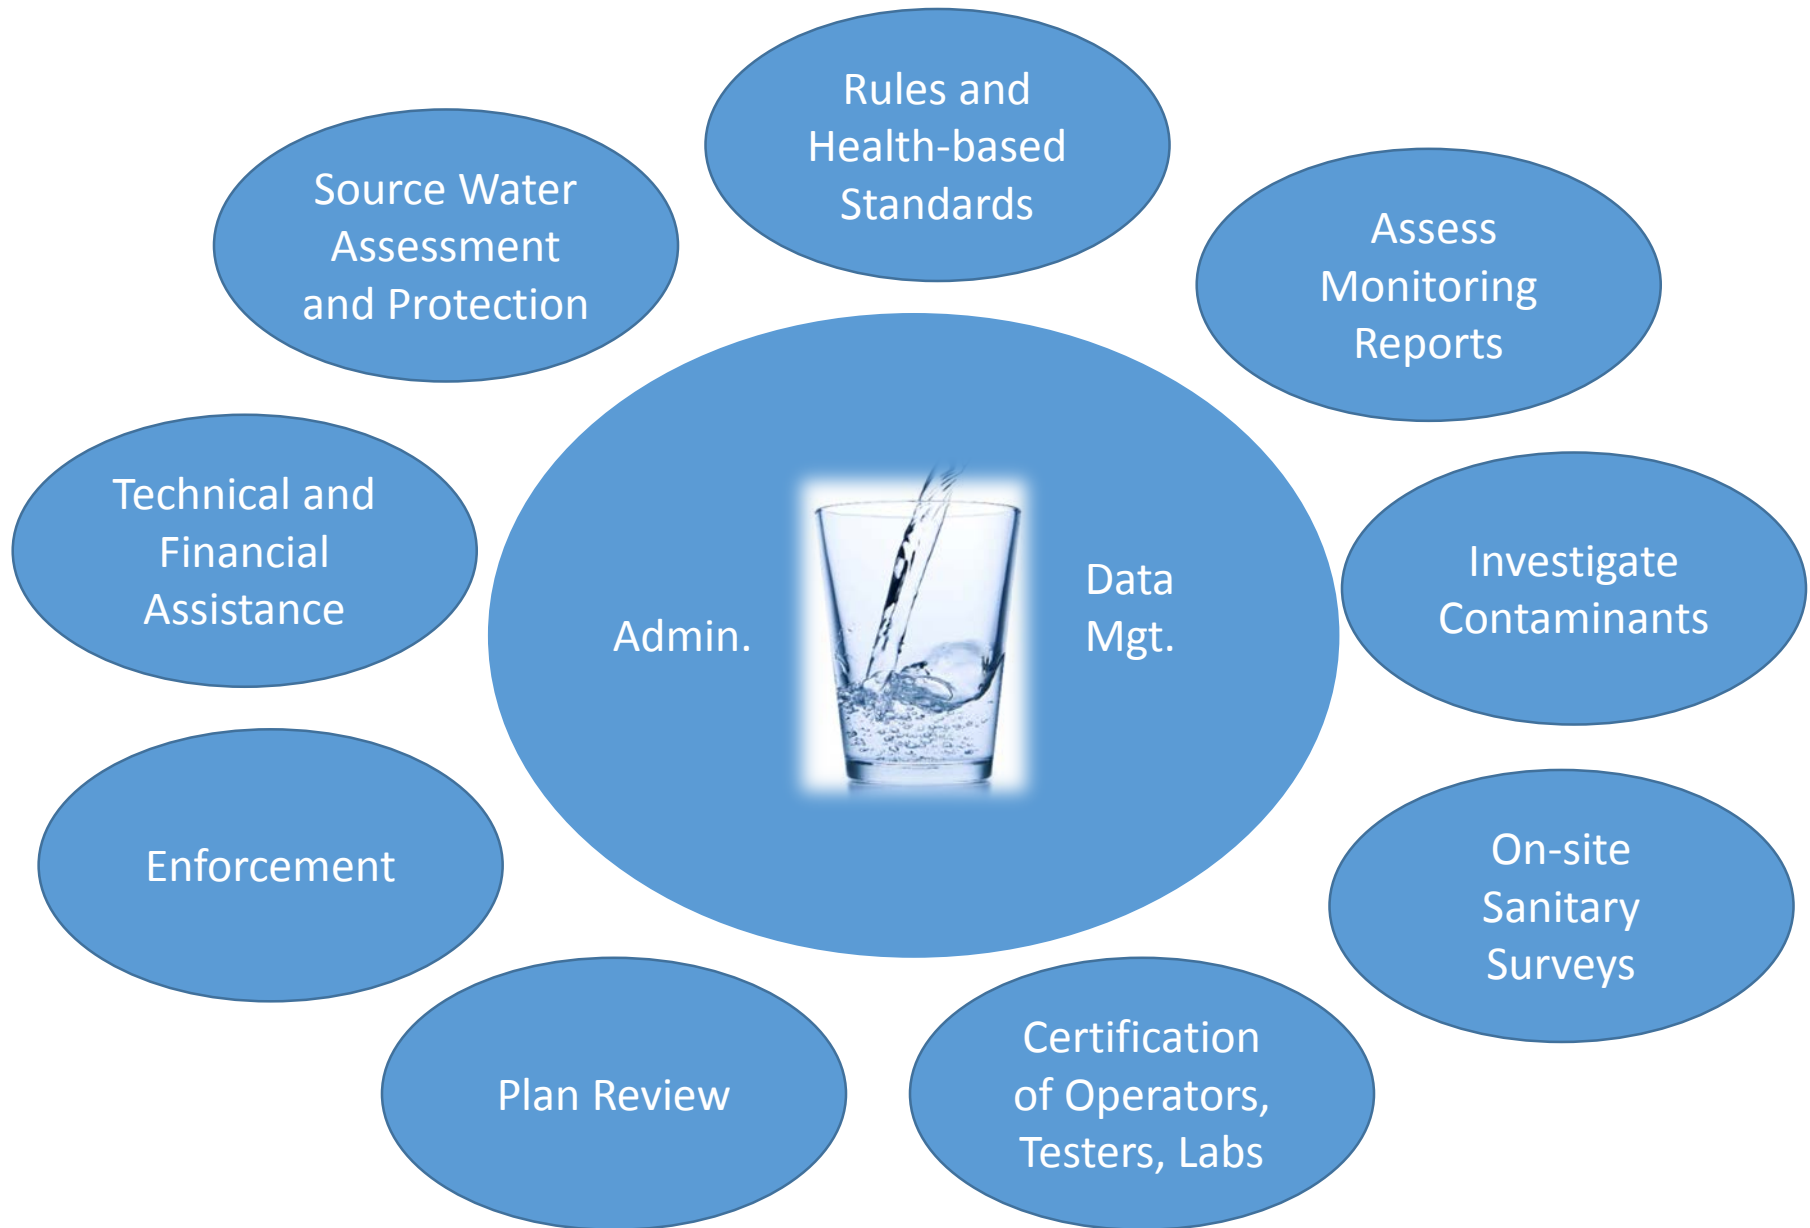 Rules and
Health-based
Standards
Assess
Monitoring
Reports
Investigate
Contaminants
On-site
Sanitary
Surveys
Certification
of Operators,
Testers, Labs
Plan Review
Enforcement
Technical and
Financial
Assistance
Source Water
Assessment
and Protection
Admin.
Data
Mgt.